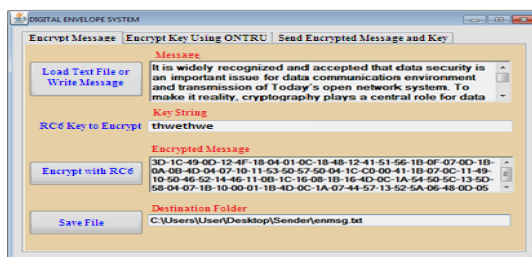 DIGITAL ENVELOPE SYSTEM
Encrypt Message Encrypt Key Using ONTRU Send Encrypted Message and Key
Message
Load Text File or
Write Message
It is widely recognized and accepted that data security is
an important issue for data communication environment
and transmission of Today's open network system. To
make it reality, cryptography plays a central role for data
Key String
RC6 Key to Encrypt
thwethwe
Encrypted Message
Encrypt with RC6
3D-1C-49-0D-12-4F-18-04-01-0C-18-48-12-41-51-56-1B-0F-07-0D-1B-
0A-0B-4D-04-07-10-11-53-50-57-50-04-1C-C0-00-41-1B-07-0C-11-49-
10-50-46-52-14-46-11-0B-1C-16-08-1B-16-4D-0C-1A-54-50-5C-13-5D-
58-04-07-1B-10-00-01-1B-4D-0C-1A-07-44-57-13-52-5A-06-48-0D-05
Destination Folder
Save File
C:\Users\User\Desktop\Sender\enmsg.txt